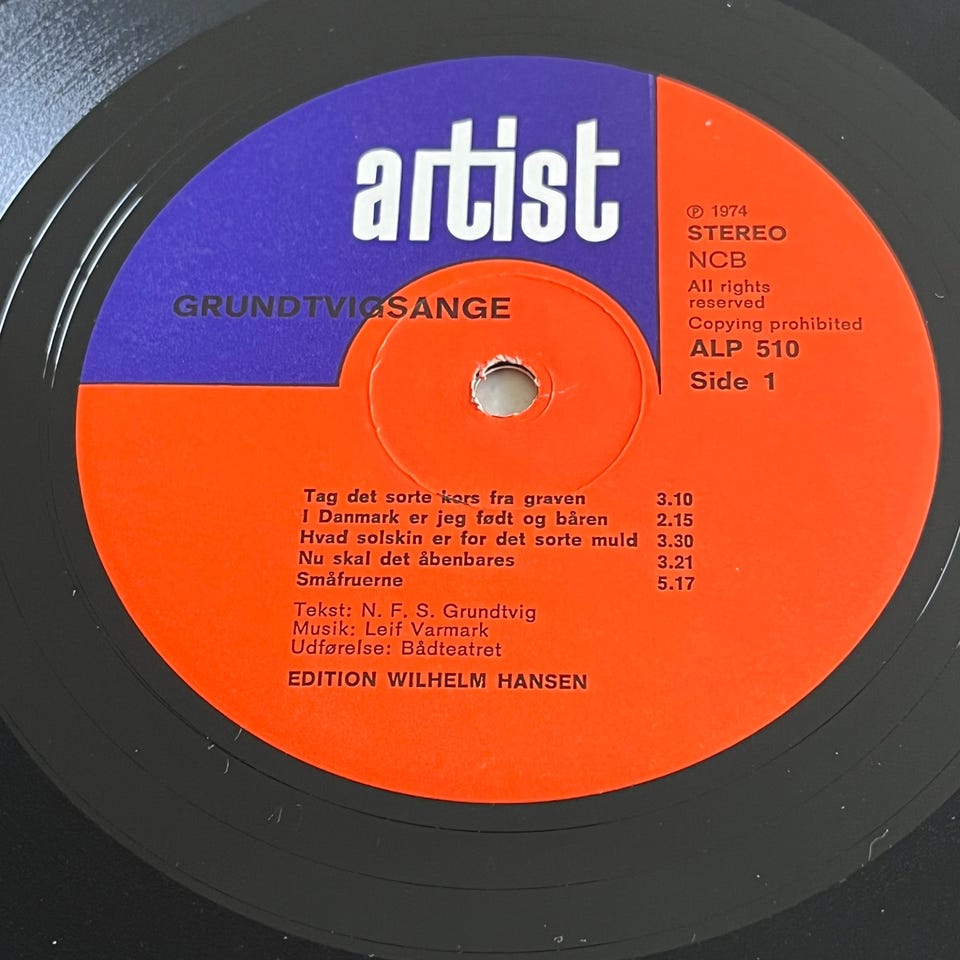 artist
℗ 1974
STEREO
NCB
All rights
reserved
Copying prohibited
ALP 510
Side 1
GRUNDTVIGSANGE
Tag det sorte kors fra graven 3.10
I Danmark er jeg født og båren 2.15
Hvad solskin er for det sorte muld 3.30
Nu skal det åbenbares 3.21
Småfruerne 5.17
Tekst: N. F. S. Grundtvig
Musik: Leif Varmark
Udførelse: Bådteatret
EDITION WILHELM HANSEN